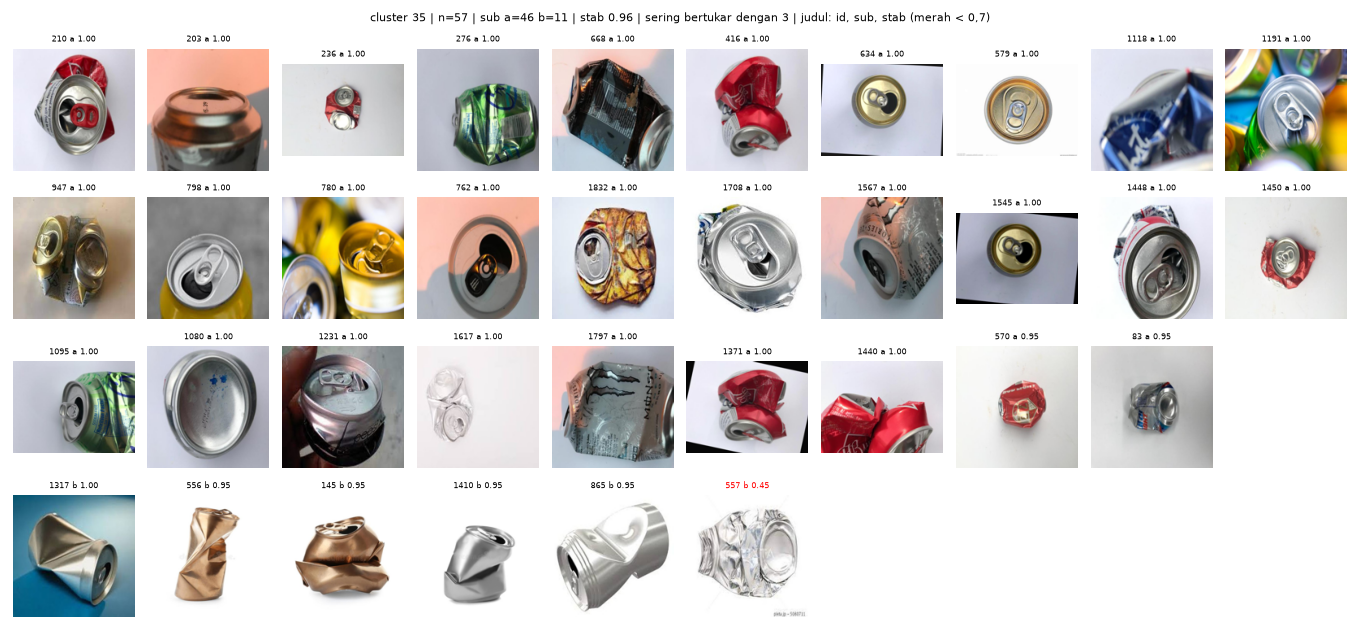 cluster 35 | n=57 | sub a=46 b=11 | stab 0.96 | sering bertukar dengan 3 | judul: id, sub, stab (merah < 0,7)
210 a 1.00
203 a 1.00
236 a 1.00
276 a 1.00
668 a 1.00
416 a 1.00
634 a 1.00
579 a 1.00
1118 a 1.00
1191 a 1.00
947 a 1.00
798 a 1.00
780 a 1.00
762 a 1.00
1832 a 1.00
1708 a 1.00
1567 a 1.00
1545 a 1.00
1448 a 1.00
1450 a 1.00
1095 a 1.00
1080 a 1.00
1231 a 1.00
1617 a 1.00
1797 a 1.00
1371 a 1.00
1440 a 1.00
570 a 0.95
83 a 0.95
1317 b 1.00
556 b 0.95
145 b 0.95
1410 b 0.95
865 b 0.95
557 b 0.45